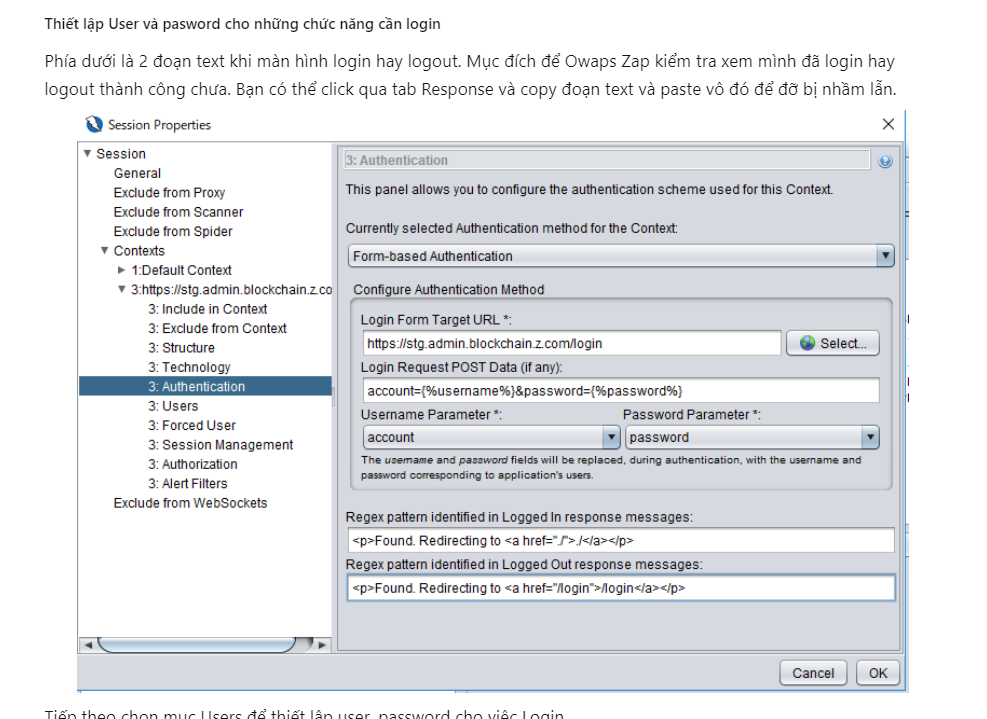 Thiết lập User và pasword cho những chức năng cần login
Phía dưới là 2 đoạn text khi màn hình login hay logout. Mục đích để Owaps Zap kiểm tra xem mình đã login hay
logout thành công chưa. Bạn có thể click qua tab Response và copy đoạn text và paste vô đó để đỡ bị nhầm lẫn.
Session Properties
Session
General
Exclude from Proxy
Exclude from Scanner
Exclude from Spider
Contexts
1:Default Context
3:https://stg.admin.blockchain.z.co
3: Include in Context
3: Exclude from Context
3: Structure
3: Technology
3: Authentication
3: Users
3: Forced User
3: Session Management
3: Authorization
3: Alert Filters
Exclude from WebSockets
3: Authentication
This panel allows you to configure the authentication scheme used for this Context.
Currently selected Authentication method for the Context:
Form-based Authentication
Configure Authentication Method
Login Form Target URL *:
https://stg.admin.blockchain.z.com/login
Select...
Login Request POST Data (if any):
account={%username%}&password={%password%}
Username Parameter *: Password Parameter *:
account password
The username and password fields will be replaced, during authentication, with the username and
password corresponding to application's users.
Regex pattern identified in Logged In response messages:
<p>Found. Redirecting to <a href="./">./</a></p>
Regex pattern identified in Logged Out response messages:
<p>Found. Redirecting to <a href="/login">/login</a></p>
Cancel OK
Tiếp theo chọn mục Users để thiết lập user, password cho việc Login